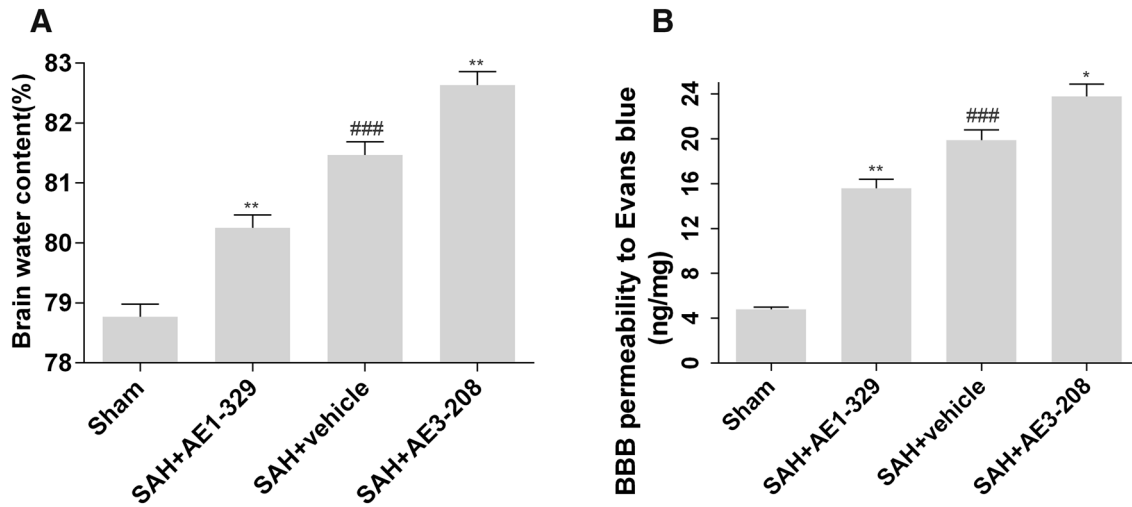 A
Brain water content(%)
83
82
81
80
79
78
**
###
**
Sham
SAH+AE1-329
SAH+vehicle
SAH+AE3-208
B
BBB permeability to Evans blue
(ng/mg)
24
20
16
12
8
4
0
**
###
*
Sham
SAH+AE1-329
SAH+vehicle
SAH+AE3-208